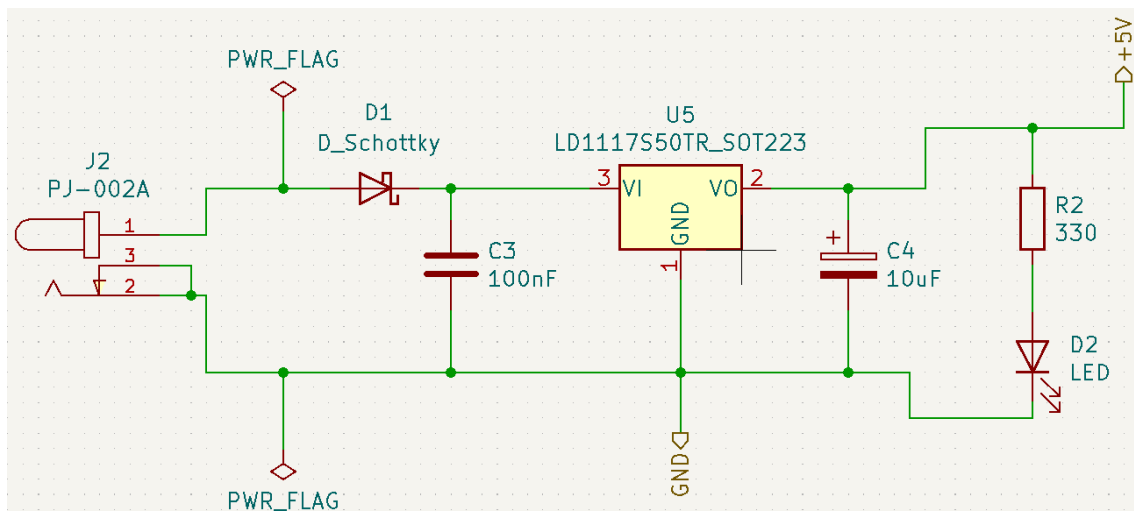 +5V
PWR_FLAG
D1
D_Schottky
U5
LD1117S50TR_SOT223
J2
PJ-002A
1
3
2
3
VI
VO
2
GND
1
C3
100nF
+
C4
10uF
R2
330
D2
LED
GND
PWR_FLAG